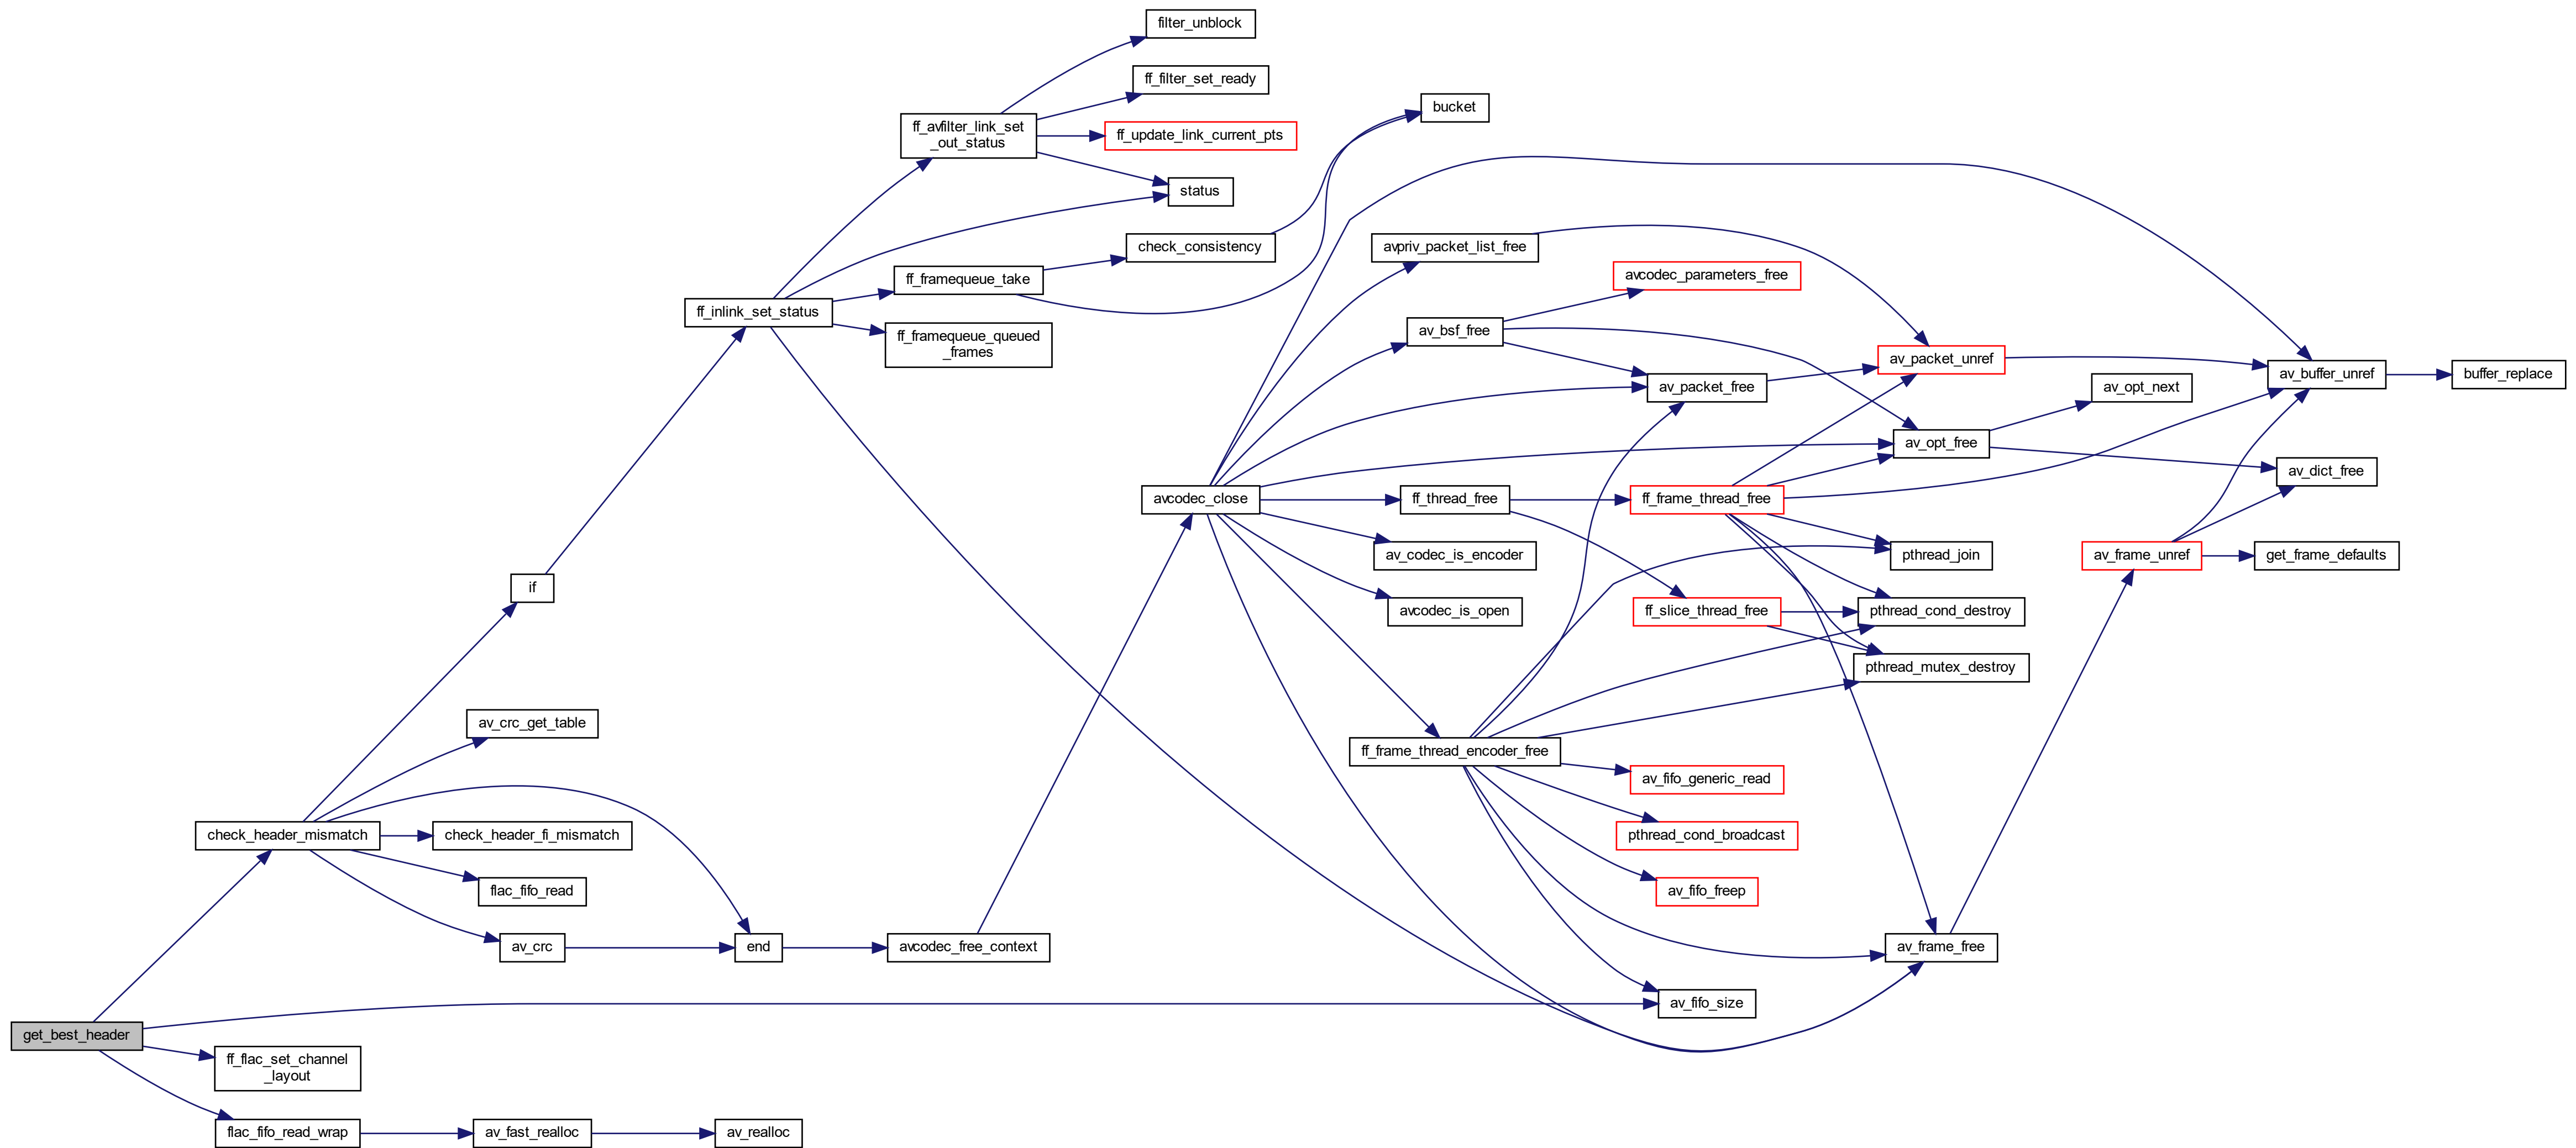 filter_unblock
ff_filter_set_ready
bucket
ff_avfilter_link_set
_out_status
ff_update_link_current_pts
status
check_consistency
avpriv_packet_list_free
ff_framequeue_take
avcodec_parameters_free
ff_inlink_set_status
ff_framequeue_queued
_frames
av_bsf_free
av_packet_unref
av_buffer_unref
buffer_replace
av_packet_free
av_opt_next
av_opt_free
av_dict_free
avcodec_close
ff_thread_free
ff_frame_thread_free
av_codec_is_encoder
pthread_join
av_frame_unref
get_frame_defaults
if
avcodec_is_open
ff_slice_thread_free
pthread_cond_destroy
pthread_mutex_destroy
av_crc_get_table
ff_frame_thread_encoder_free
av_fifo_generic_read
check_header_mismatch
check_header_fi_mismatch
pthread_cond_broadcast
flac_fifo_read
av_fifo_freep
av_crc
end
avcodec_free_context
av_frame_free
av_fifo_size
get_best_header
ff_flac_set_channel
_layout
flac_fifo_read_wrap
av_fast_realloc
av_realloc